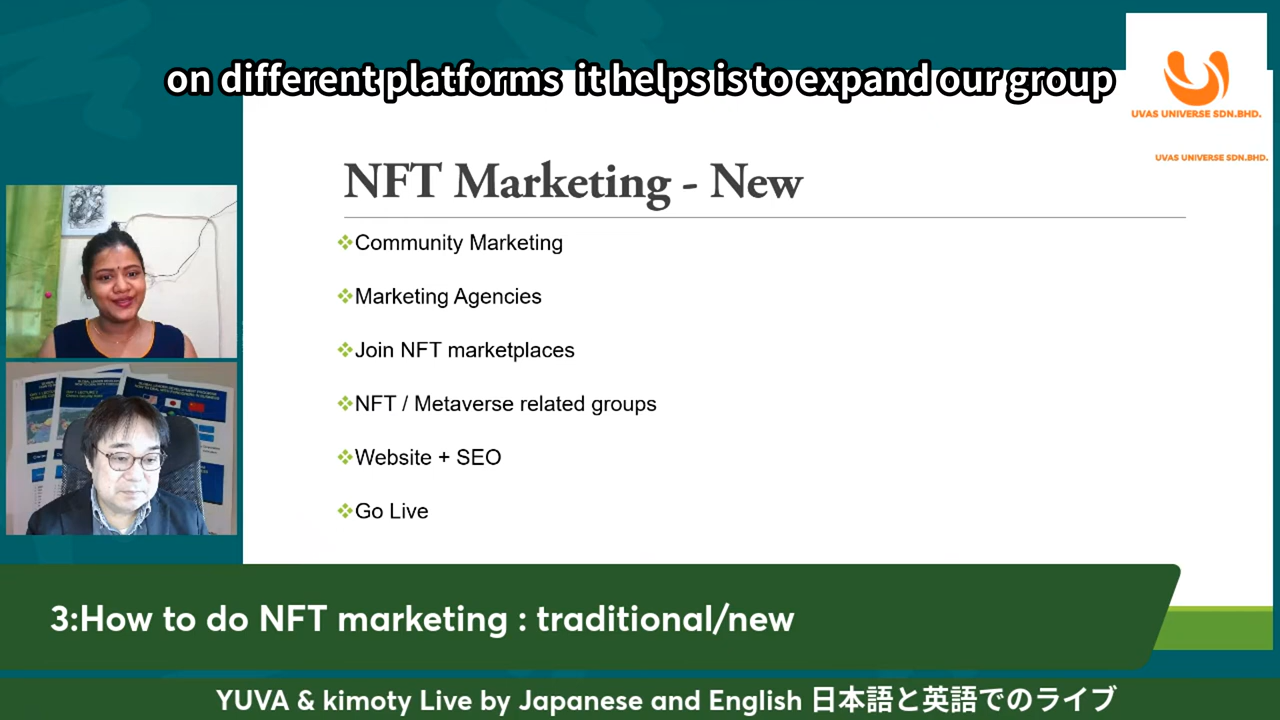 on different platforms it helps is to expand our group
UVAS UNIVERSE SDN.BHD.
UVAS UNIVERSE SDN.BHD.
NFT Marketing - New
Community Marketing
Marketing Agencies
Join NFT marketplaces
NFT / Metaverse related groups
Website + SEO
Go Live
3:How to do NFT marketing : traditional/new
YUVA & kimoty Live by Japanese and English 日本語と英語でのライブ